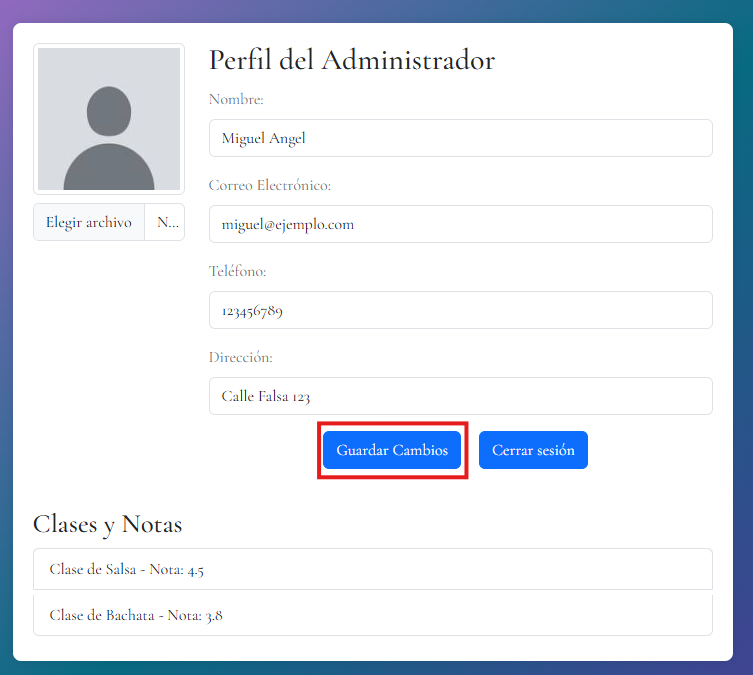 Perfil del Administrador
Nombre:
Miguel Angel
Elegir archivo N...
Correo Electrónico:
miguel@ejemplo.com
Teléfono:
123456789
Dirección:
Calle Falsa 123
Guardar Cambios Cerrar sesión
Clases y Notas
Clase de Salsa - Nota: 4.5
Clase de Bachata - Nota: 3.8